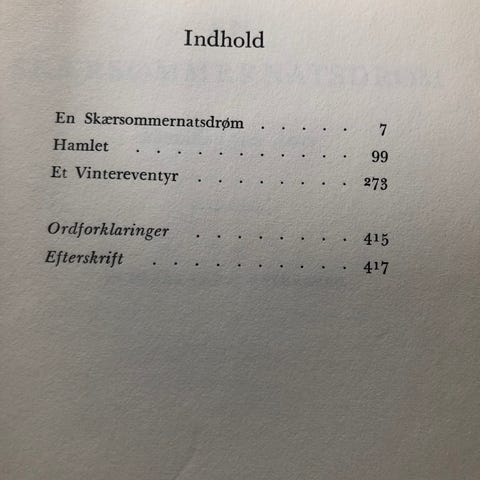 Indhold
En Skærsommernatsdrøm . . . . . 7
Hamlet . . . . . . . . 99
Et Vintereventyr . . . . . . . 273
Ordforklaringer . . . . . . . 415
Efterskrift . . . . . . . . 417